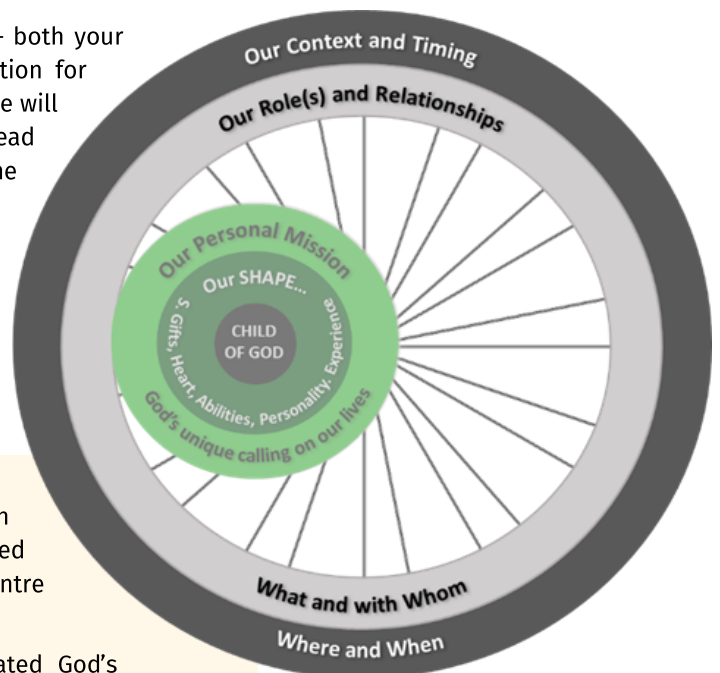 - both your
tion for
e will
ead
ne
Our Context and Timing
Our Role(s) and Relationships
Our Personal Mission
Our SHAPE...
S. Gifts, Heart, Abilities, Personality. Experience
CHILD
OF GOD
God's unique calling on our lives
What and with Whom
Where and When
n
ed
ntre
ated God's